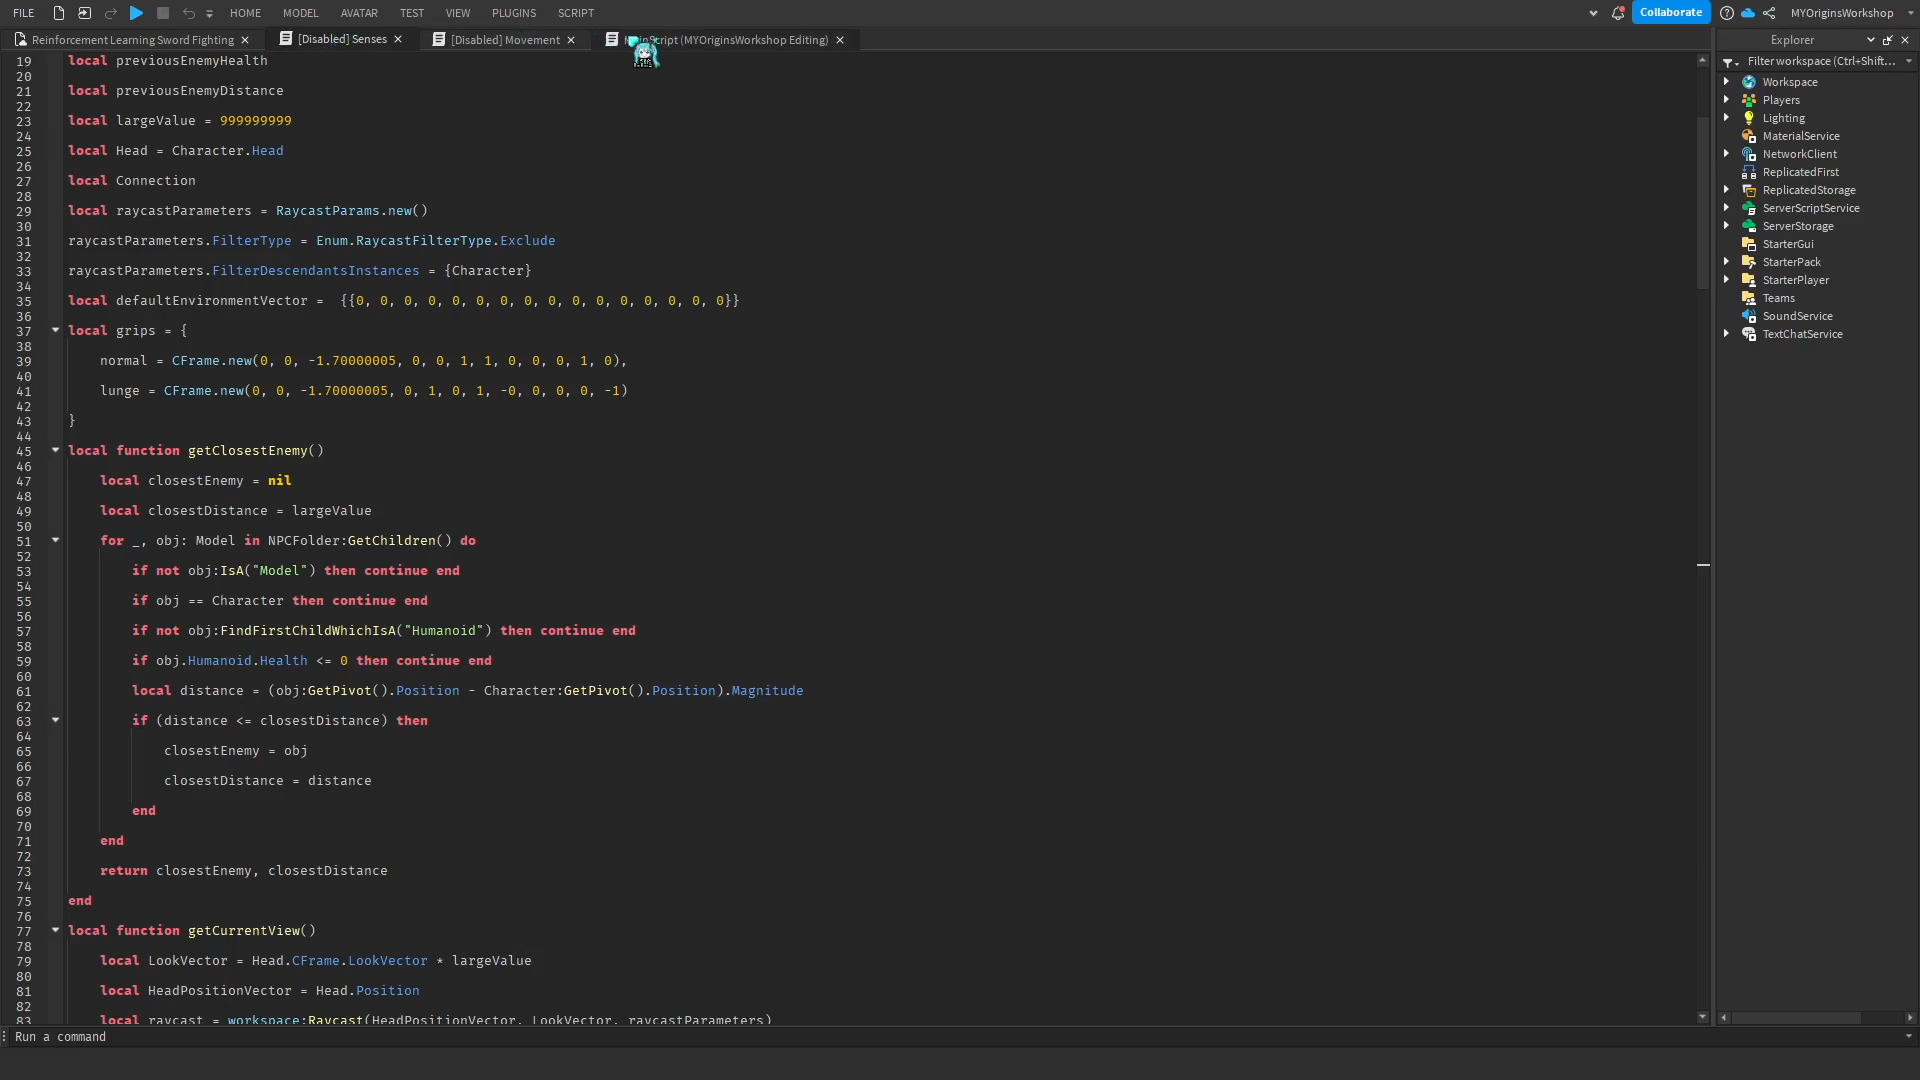 FILE HOME MODEL AVATAR TEST VIEW PLUGINS SCRIPT Collaborate MYOriginsWorkshop
Reinforcement Learning Sword Fighting × [Disabled] Senses × [Disabled] Movement × Script (MYOriginsWorkshop Editing) ×
19 local previousEnemyHealth
20
21 local previousEnemyDistance
22
23 local largeValue = 999999999
24
25 local Head = Character.Head
26
27 local Connection
28
29 local raycastParameters = RaycastParams.new()
30
31 raycastParameters.FilterType = Enum.RaycastFilterType.Exclude
32
33 raycastParameters.FilterDescendantsInstances = {Character}
34
35 local defaultEnvironmentVector =  {{0, 0, 0, 0, 0, 0, 0, 0, 0, 0, 0, 0, 0, 0, 0, 0}}
36
37 local grips = {
38
39 normal = CFrame.new(0, 0, -1.70000005, 0, 0, 1, 1, 0, 0, 0, 1, 0),
40
41 lunge = CFrame.new(0, 0, -1.70000005, 0, 1, 0, 1, -0, 0, 0, 0, -1)
42
43 }
44
45 local function getClosestEnemy()
46
47 local closestEnemy = nil
48
49 local closestDistance = largeValue
50
51 for _, obj: Model in NPCFolder:GetChildren() do
52
53 if not obj:IsA("Model") then continue end
54
55 if obj == Character then continue end
56
57 if not obj:FindFirstChildWhichIsA("Humanoid") then continue end
58
59 if obj.Humanoid.Health <= 0 then continue end
60
61 local distance = (obj:GetPivot().Position - Character:GetPivot().Position).Magnitude
62
63 if (distance <= closestDistance) then
64
65 closestEnemy = obj
66
67 closestDistance = distance
68
69 end
70
71 end
72
73 return closestEnemy, closestDistance
74
75 end
76
77 local function getCurrentView()
78
79 local LookVector = Head.CFrame.LookVector * largeValue
80
81 local HeadPositionVector = Head.Position
82
83 local raycast = workspace:Raycast(HeadPositionVector, LookVector, raycastParameters)
Run a command
Explorer
Filter workspace (Ctrl+Shift...
Workspace
Players
Lighting
MaterialService
NetworkClient
ReplicatedFirst
ReplicatedStorage
ServerScriptService
ServerStorage
StarterGui
StarterPack
StarterPlayer
Teams
SoundService
TextChatService